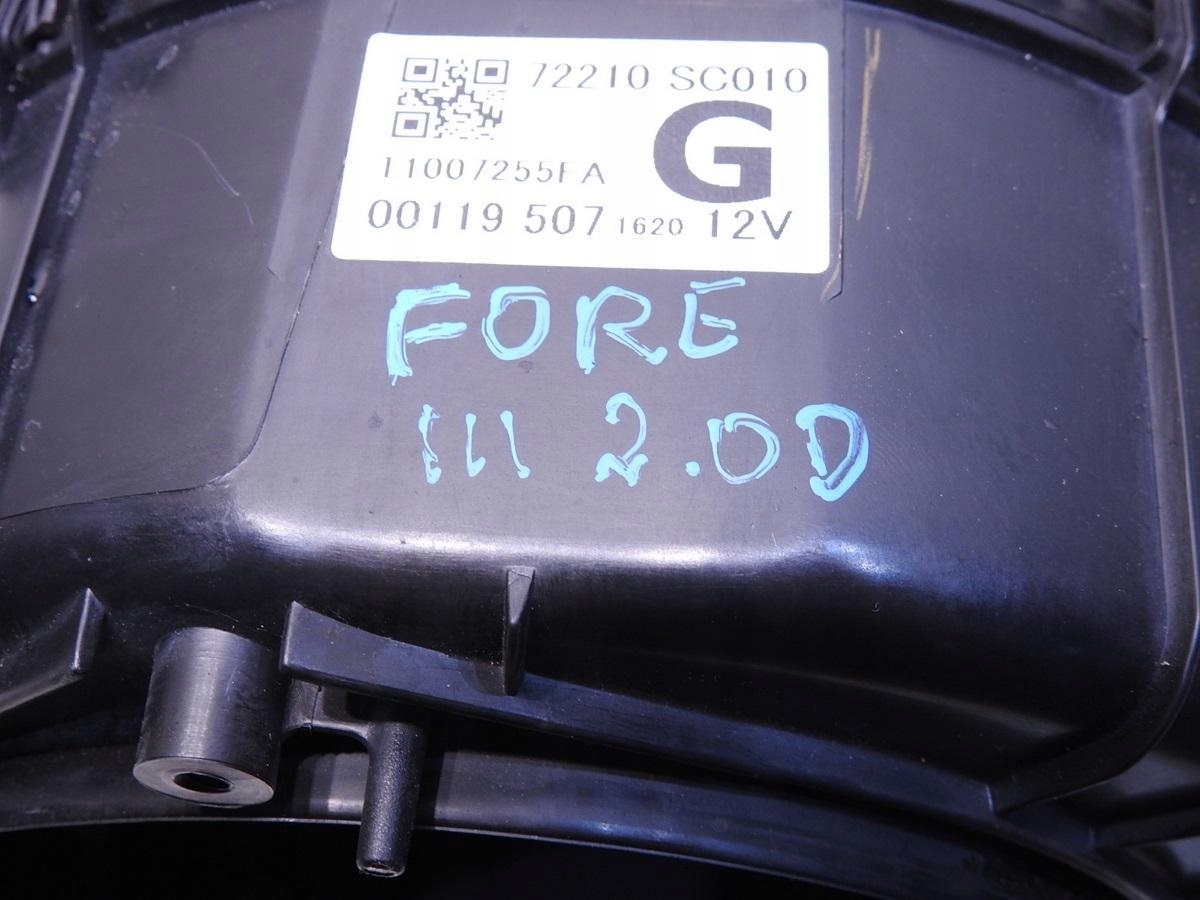 72210 SC010
G
T1007255FA
00119 507 1620 12V
FORE
III 2.0D